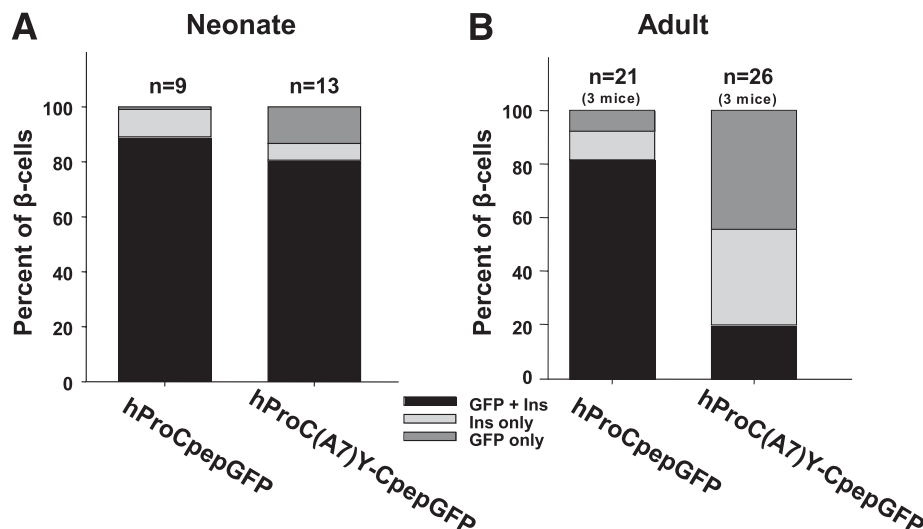 A
Neonate
Percent of β-cells
100
80
60
40
20
0
n=9
n=13
hProCpepGFP
hProC(A7)Y-CpepGFP
B
Adult
Percent of β-cells
100
80
60
40
20
0
n=21
(3 mice)
n=26
(3 mice)
hProCpepGFP
hProC(A7)Y-CpepGFP
GFP + Ins
Ins only
GFP only